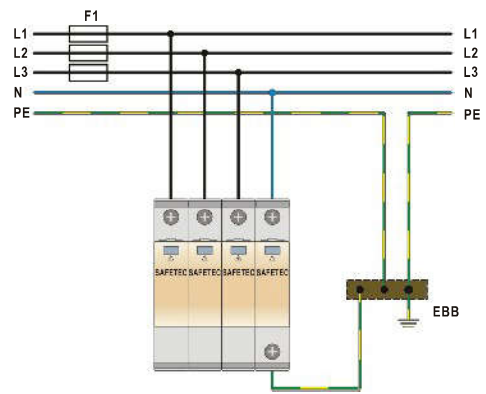 F1
L1 L1
L2 L2
L3 L3
N N
PE PE
SAFETEC SAFETEC SAFETEC SAFETEC
EBB